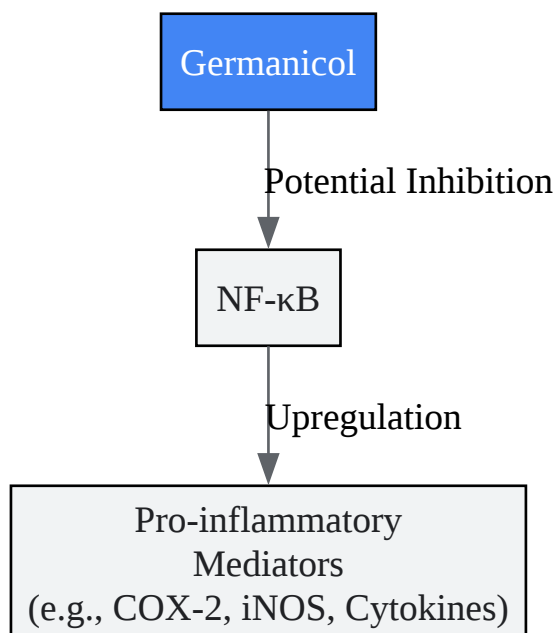 Germanicol
Potential Inhibition
NF-κB
Upregulation
Pro-inflammatory
Mediators
(e.g., COX-2, iNOS, Cytokines)